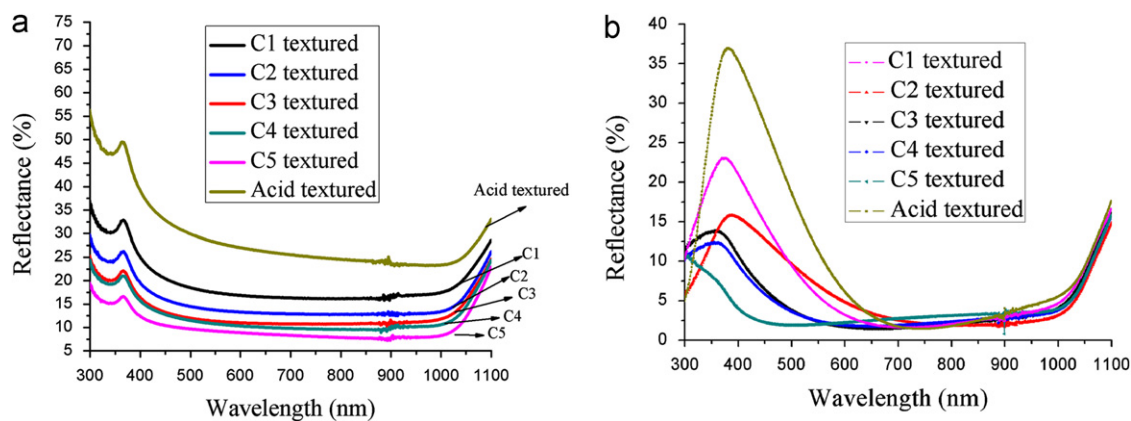 a
75
70
65
60
55
50
45
40
35
30
25
20
15
10
5
Reflectance (%)
C1 textured
C2 textured
C3 textured
C4 textured
C5 textured
Acid textured
Acid textured
C1
C2
C3
C4
C5
300 400 500 600 700 800 900 1000 1100
Wavelength (nm)
b
40
35
30
25
20
15
10
5
0
Reflectance (%)
C1 textured
C2 textured
C3 textured
C4 textured
C5 textured
Acid textured
300 400 500 600 700 800 900 1000 1100
Wavelength (nm)